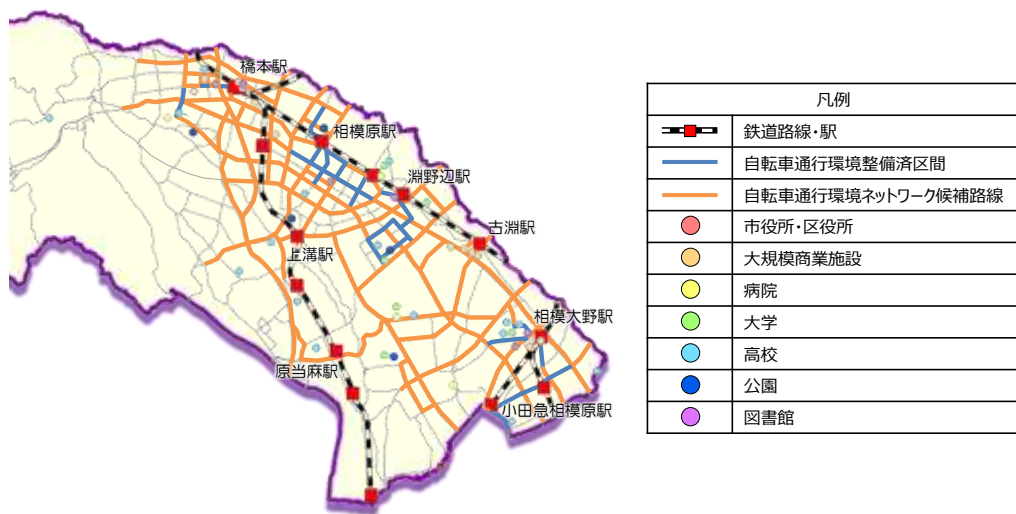 橋本駅
相模原駅
淵野辺駅
古淵駅
上溝駅
相模大野駅
原当麻駅
小田急相模原駅
凡例
鉄道路線・駅
自転車通行環境整備済区間
自転車通行環境ネットワーク候補路線
市役所・区役所
大規模商業施設
病院
大学
高校
公園
図書館